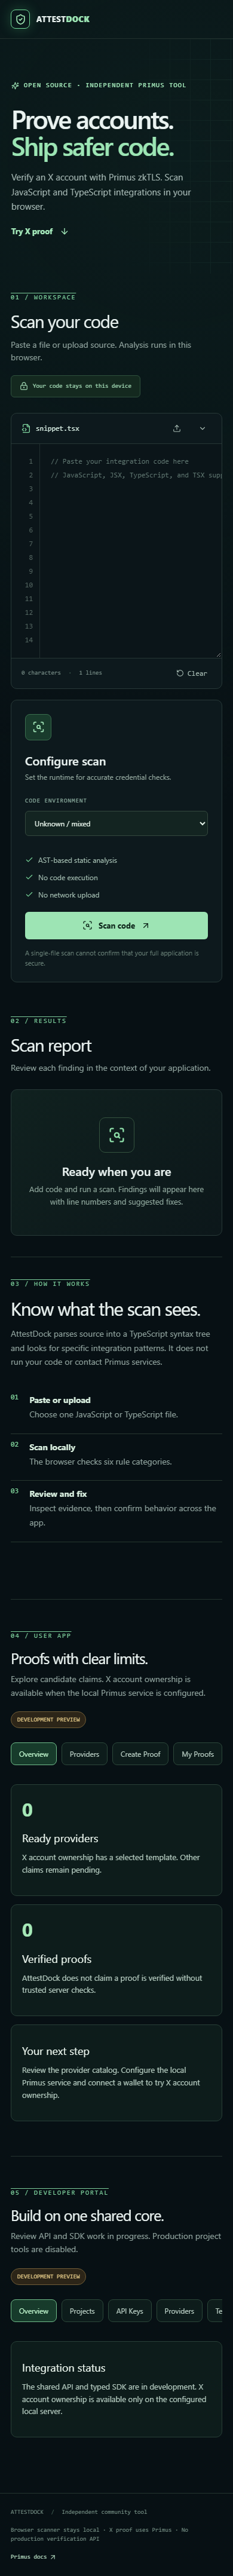 ATTESTDOCK
OPEN SOURCE · INDEPENDENT PRIMUS TOOL
Prove accounts.
Ship safer code.
Verify an X account with Primus zkTLS. Scan
JavaScript and TypeScript integrations in your
browser.
Try X proof ↓
01 / WORKSPACE
Scan your code
Paste a file or upload source. Analysis runs in this
browser.
Your code stays on this device
snippet.tsx
1 // Paste your integration code here
2 // JavaScript, JSX, TypeScript, and TSX sup
3
4
5
6
7
8
9
10
11
12
13
14
0 characters · 1 lines Clear
Configure scan
Set the runtime for accurate credential checks.
CODE ENVIRONMENT
Unknown / mixed
AST-based static analysis
No code execution
No network upload
Scan code
A single-file scan cannot confirm that your full application is
secure.
02 / RESULTS
Scan report
Review each finding in the context of your application.
Ready when you are
Add code and run a scan. Findings will appear here
with line numbers and suggested fixes.
03 / HOW IT WORKS
Know what the scan sees.
AttestDock parses source into a TypeScript syntax tree
and looks for specific integration patterns. It does not
run your code or contact Primus services.
01 Paste or upload
Choose one JavaScript or TypeScript file.
02 Scan locally
The browser checks six rule categories.
03 Review and fix
Inspect evidence, then confirm behavior across the
app.
04 / USER APP
Proofs with clear limits.
Explore candidate claims. X account ownership is
available when the local Primus service is configured.
DEVELOPMENT PREVIEW
Overview Providers Create Proof My Proofs
0
Ready providers
X account ownership has a selected template. Other
claims remain pending.
0
Verified proofs
AttestDock does not claim a proof is verified without
trusted server checks.
Your next step
Review the provider catalog. Configure the local
Primus service and connect a wallet to try X account
ownership.
05 / DEVELOPER PORTAL
Build on one shared core.
Review API and SDK work in progress. Production project
tools are disabled.
DEVELOPMENT PREVIEW
Overview Projects API Keys Providers Te
Integration status
The shared API and typed SDK are in development. X
account ownership is available only on the configured
local server.
ATTESTDOCK / Independent community tool
Browser scanner stays local · X proof uses Primus · No
production verification API
Primus docs